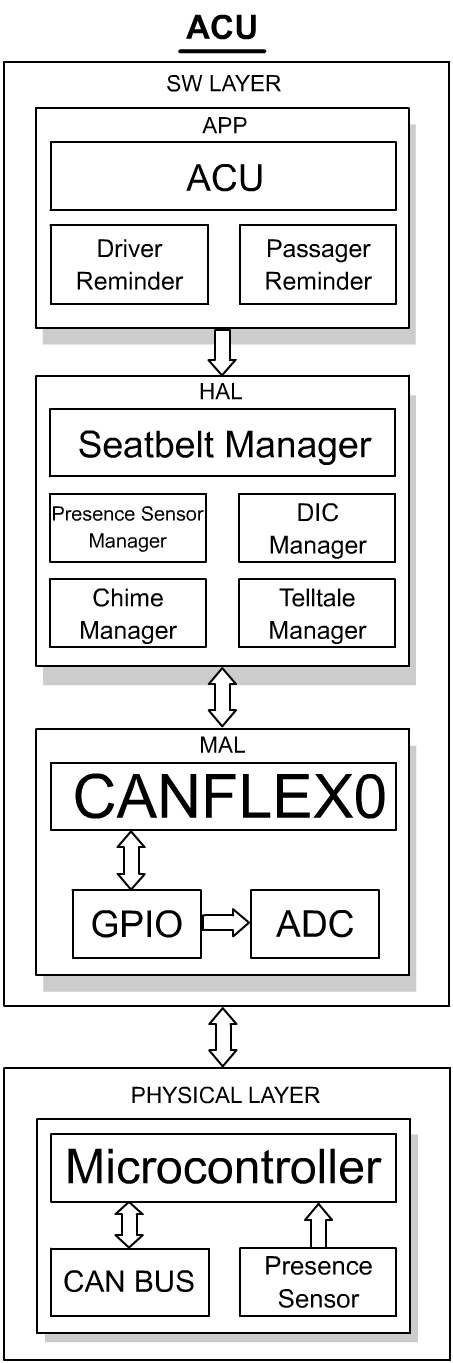 ACU
SW LAYER
APP
ACU
Driver
Reminder
Passager
Reminder
HAL
Seatbelt Manager
Presence Sensor
Manager
DIC
Manager
Chime
Manager
Telltale
Manager
MAL
CANFLEX0
GPIO
ADC
PHYSICAL LAYER
Microcontroller
CAN BUS
Presence
Sensor